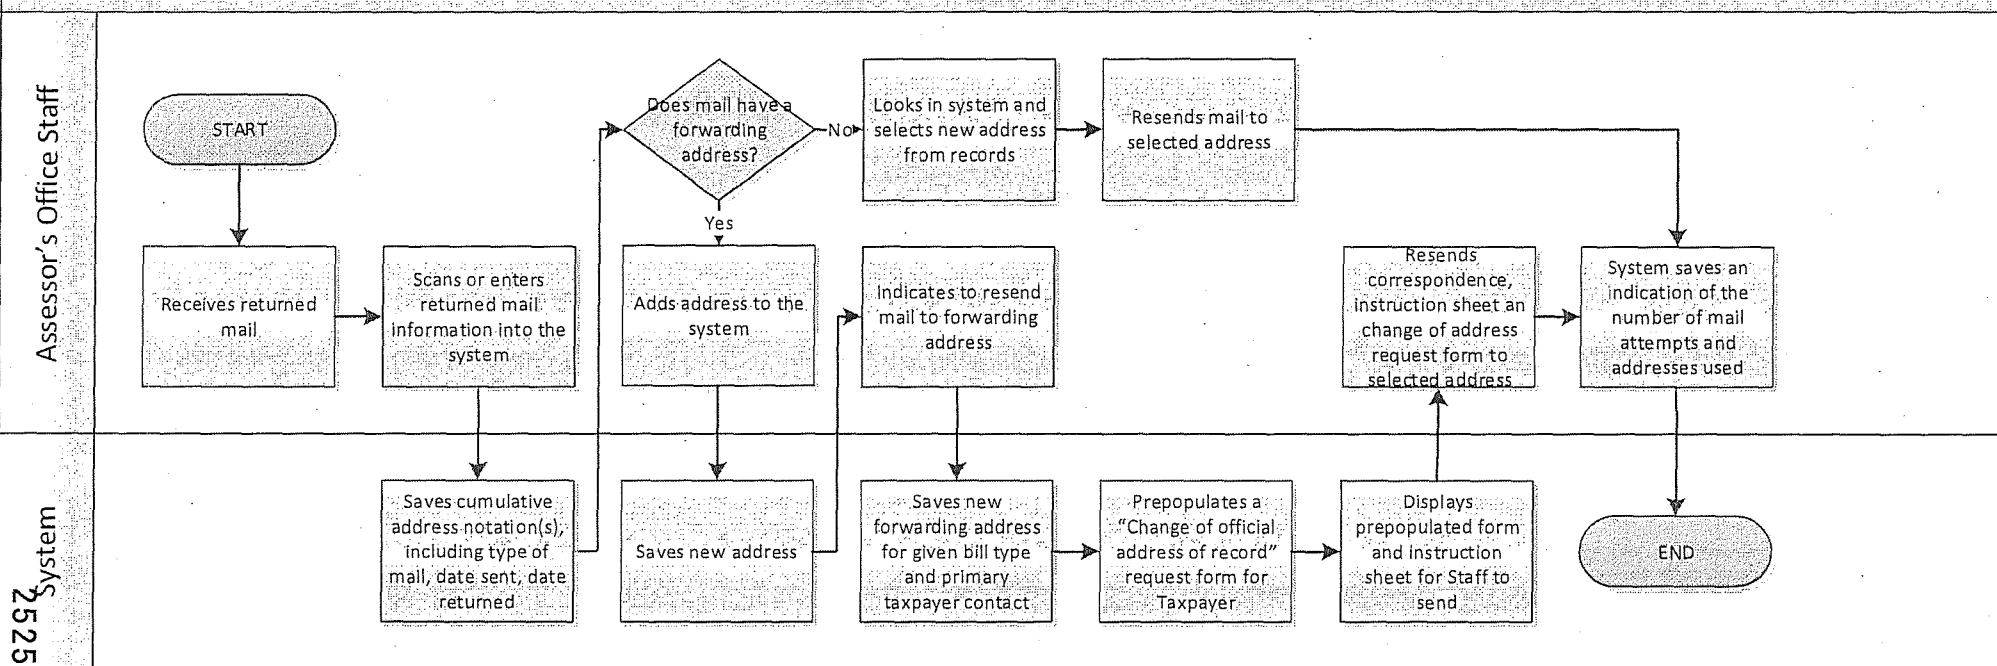 Assessor's Office Staff
START
Does mail have a
forwarding
address?
No
Looks in system and
selects new address
from records
Resends mail to
selected address
Yes
Receives returned
mail
Scans or enters
returned mail
information into the
system
Adds address to the
system
Indicates to resend
mail to forwarding
address
Resends
correspondence,
instruction sheet an
change of address
request form to
selected address
System saves an
indication of the
number of mail
attempts and
addresses used
System
Saves cumulative
address notation(s),
including type of
mail, date sent, date
returned
Saves new address
Saves new
forwarding address
for given bill type
and primary
taxpayer contact
Prepopulates a
"Change of official
address of record"
request form for
Taxpayer
Displays
prepopulated form
and instruction
sheet for Staff to
send
END
2525